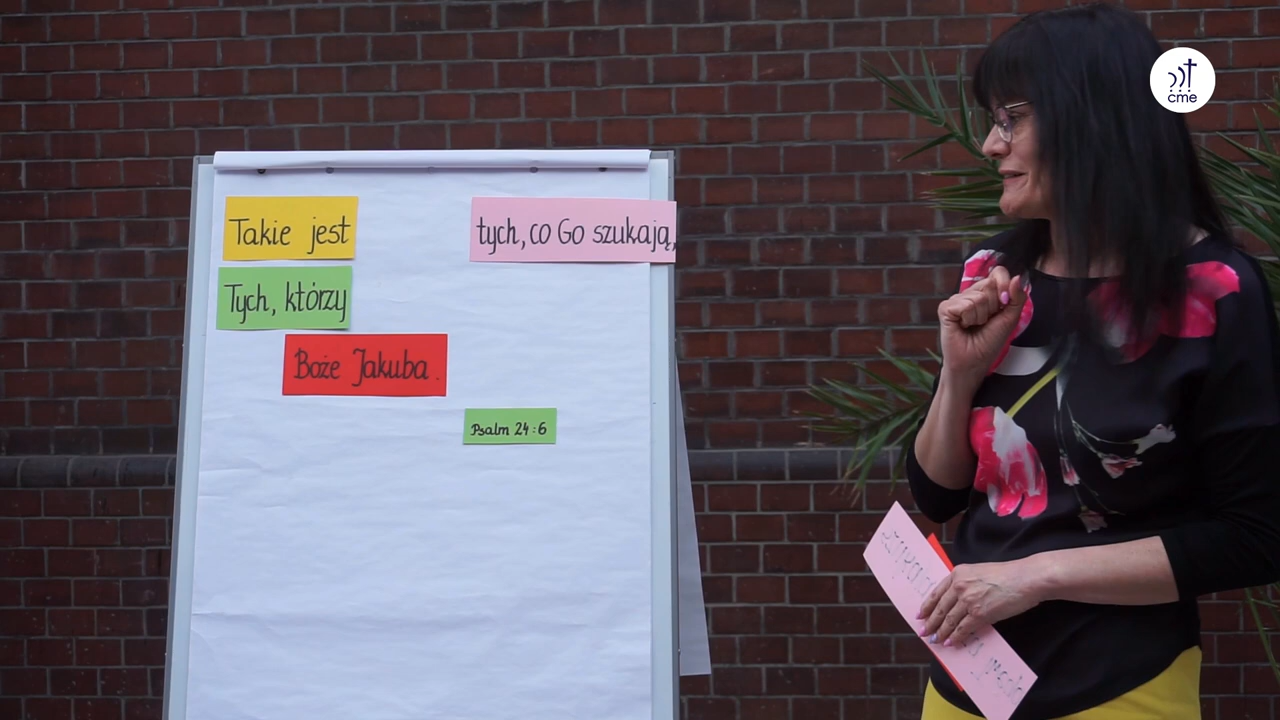 Takie jest
tych, co Go szukają,
Tych, którzy
Boże Jakuba.
Psalm 24:6
cme